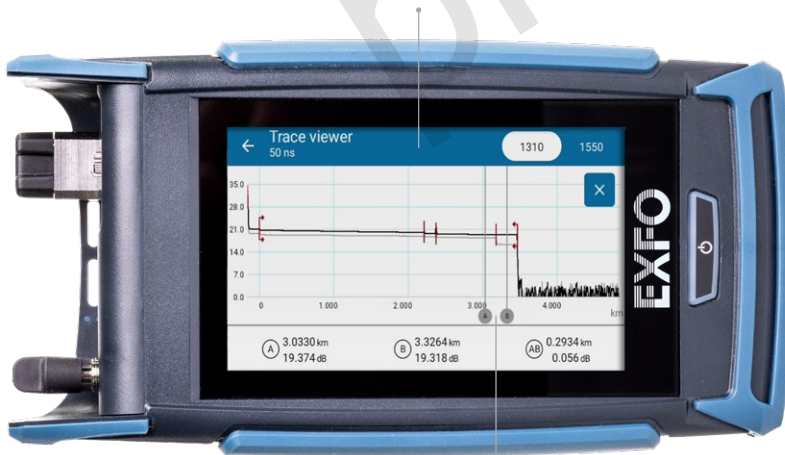 Trace viewer
50 ns
1310
1550
X
35.0
28.0
21.0
14.0
7.0
0.0
0
1.000
2.000
3.000
4.000
km
A
B
A
3.0330 km
19.374 dB
B
3.3264 km
19.318 dB
AB
0.2934 km
0.056 dB
EXFO